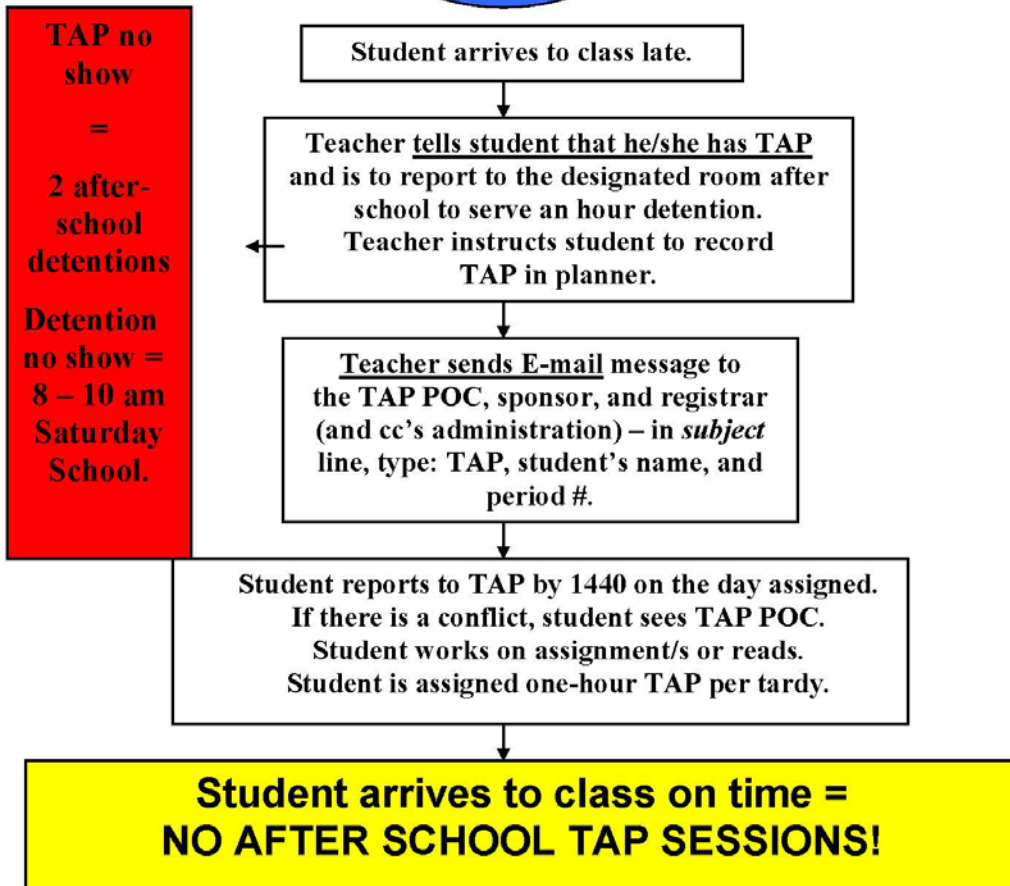 TAP no
show
=
2 after-
school
detentions
Detention
no show =
8 – 10 am
Saturday
School.
Student arrives to class late.
Teacher tells student that he/she has TAP
and is to report to the designated room after
school to serve an hour detention.
Teacher instructs student to record
TAP in planner.
Teacher sends E-mail message to
the TAP POC, sponsor, and registrar
(and cc's administration) – in subject
line, type: TAP, student's name, and
period #.
Student reports to TAP by 1440 on the day assigned.
If there is a conflict, student sees TAP POC.
Student works on assignment/s or reads.
Student is assigned one-hour TAP per tardy.
Student arrives to class on time =
NO AFTER SCHOOL TAP SESSIONS!